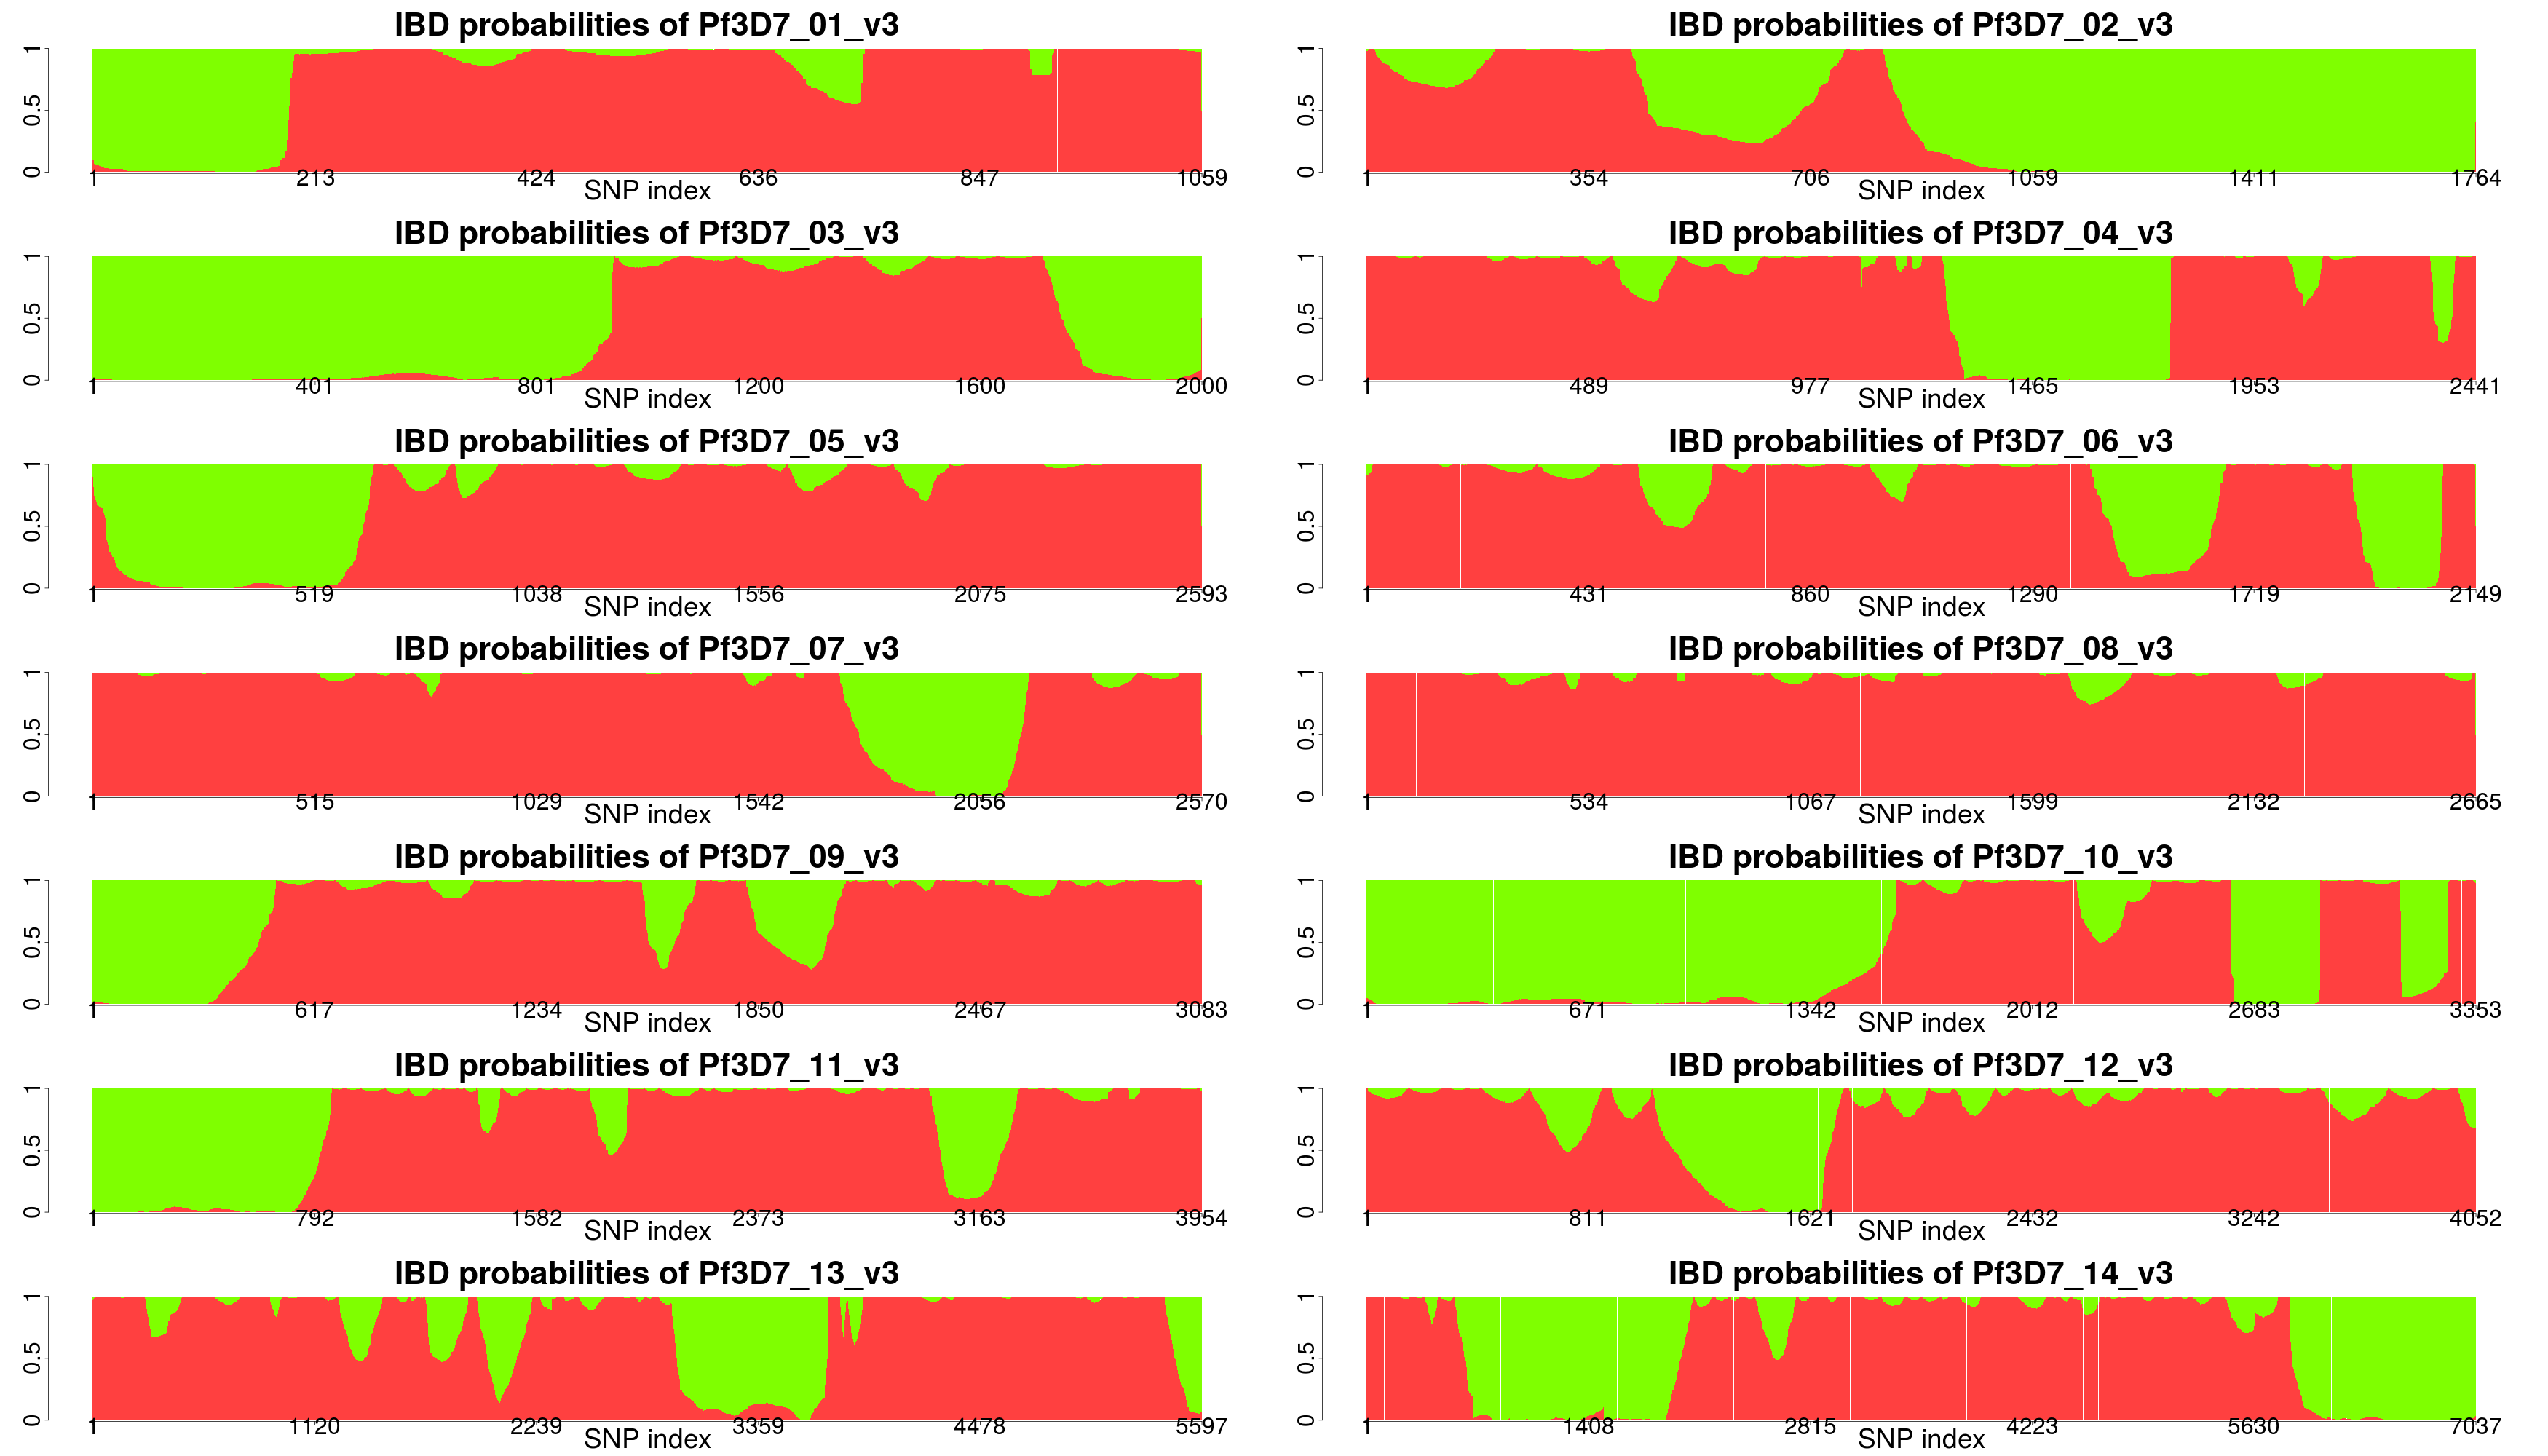 IBD probabilities of Pf3D7_01_v3
0 0.5 1
1 213 424 636 847 1059
SNP index
IBD probabilities of Pf3D7_02_v3
0 0.5 1
1 354 706 1059 1411 1764
SNP index
IBD probabilities of Pf3D7_03_v3
0 0.5 1
1 401 801 1200 1600 2000
SNP index
IBD probabilities of Pf3D7_04_v3
0 0.5 1
1 489 977 1465 1953 2441
SNP index
IBD probabilities of Pf3D7_05_v3
0 0.5 1
1 519 1038 1556 2075 2593
SNP index
IBD probabilities of Pf3D7_06_v3
0 0.5 1
1 431 860 1290 1719 2149
SNP index
IBD probabilities of Pf3D7_07_v3
0 0.5 1
1 515 1029 1542 2056 2570
SNP index
IBD probabilities of Pf3D7_08_v3
0 0.5 1
1 534 1067 1599 2132 2665
SNP index
IBD probabilities of Pf3D7_09_v3
0 0.5 1
1 617 1234 1850 2467 3083
SNP index
IBD probabilities of Pf3D7_10_v3
0 0.5 1
1 671 1342 2012 2683 3353
SNP index
IBD probabilities of Pf3D7_11_v3
0 0.5 1
1 792 1582 2373 3163 3954
SNP index
IBD probabilities of Pf3D7_12_v3
0 0.5 1
1 811 1621 2432 3242 4052
SNP index
IBD probabilities of Pf3D7_13_v3
0 0.5 1
1 1120 2239 3359 4478 5597
SNP index
IBD probabilities of Pf3D7_14_v3
0 0.5 1
1 1408 2815 4223 5630 7037
SNP index